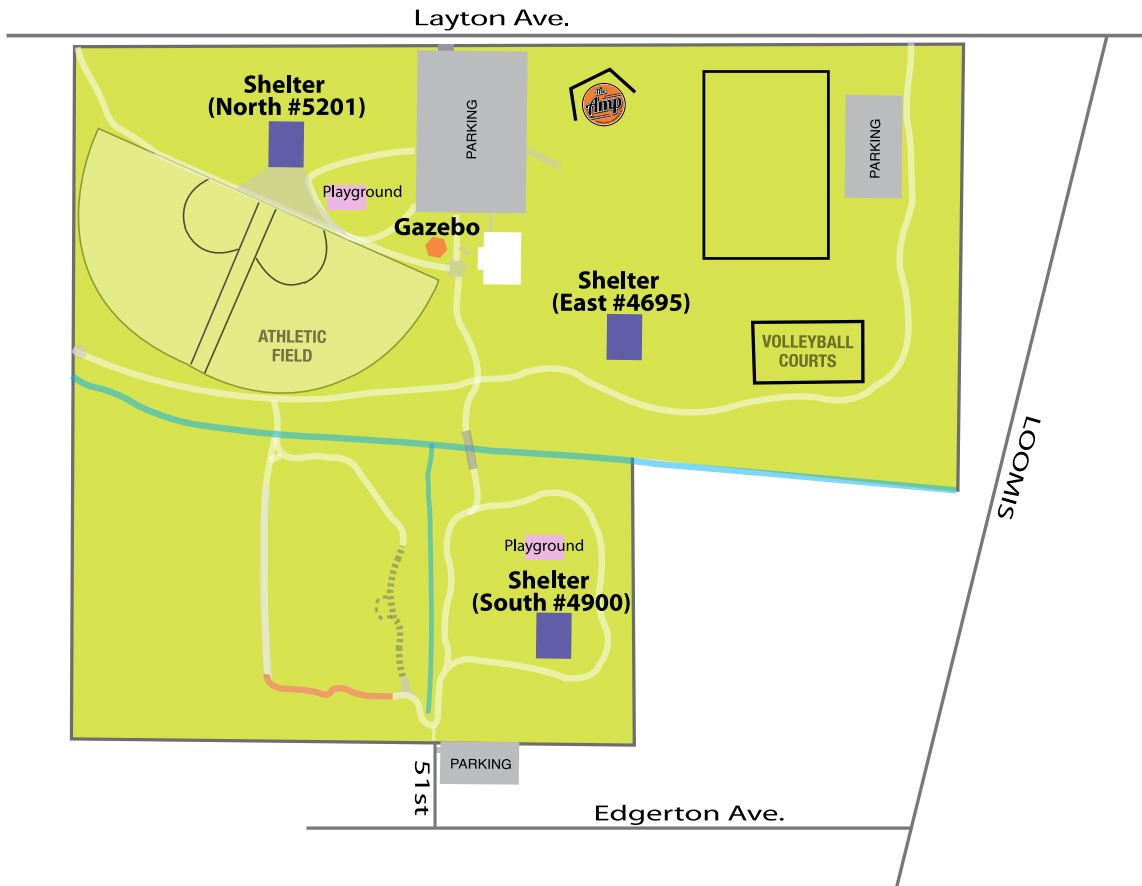 Layton Ave.
Shelter
(North #5201)
PARKING
The
Amp
PARKING
Playground
Gazebo
Shelter
(East #4695)
ATHLETIC
FIELD
VOLLEYBALL
COURTS
LOOMIS
Playground
Shelter
(South #4900)
PARKING
51st
Edgerton Ave.